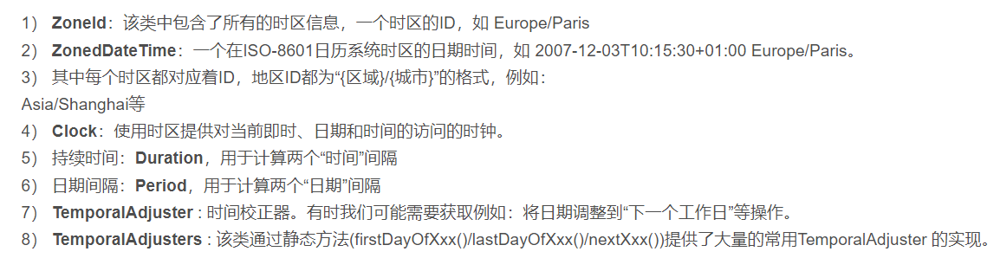 1） ZoneId：该类中包含了所有的时区信息，一个时区的ID，如 Europe/Paris
2） ZonedDateTime：一个在ISO-8601日历系统时区的日期时间，如 2007-12-03T10:15:30+01:00 Europe/Paris。
3） 其中每个时区都对应着ID，地区ID都为“{区域}/{城市}”的格式，例如：
Asia/Shanghai等
4） Clock：使用时区提供对当前即时、日期和时间的访问的时钟。
5） 持续时间：Duration，用于计算两个“时间”间隔
6） 日期间隔：Period，用于计算两个“日期”间隔
7） TemporalAdjuster : 时间校正器。有时我们可能需要获取例如：将日期调整到“下一个工作日”等操作。
8） TemporalAdjusters : 该类通过静态方法(firstDayOfXxx()/lastDayOfXxx()/nextXxx())提供了大量的常用TemporalAdjuster 的实现。